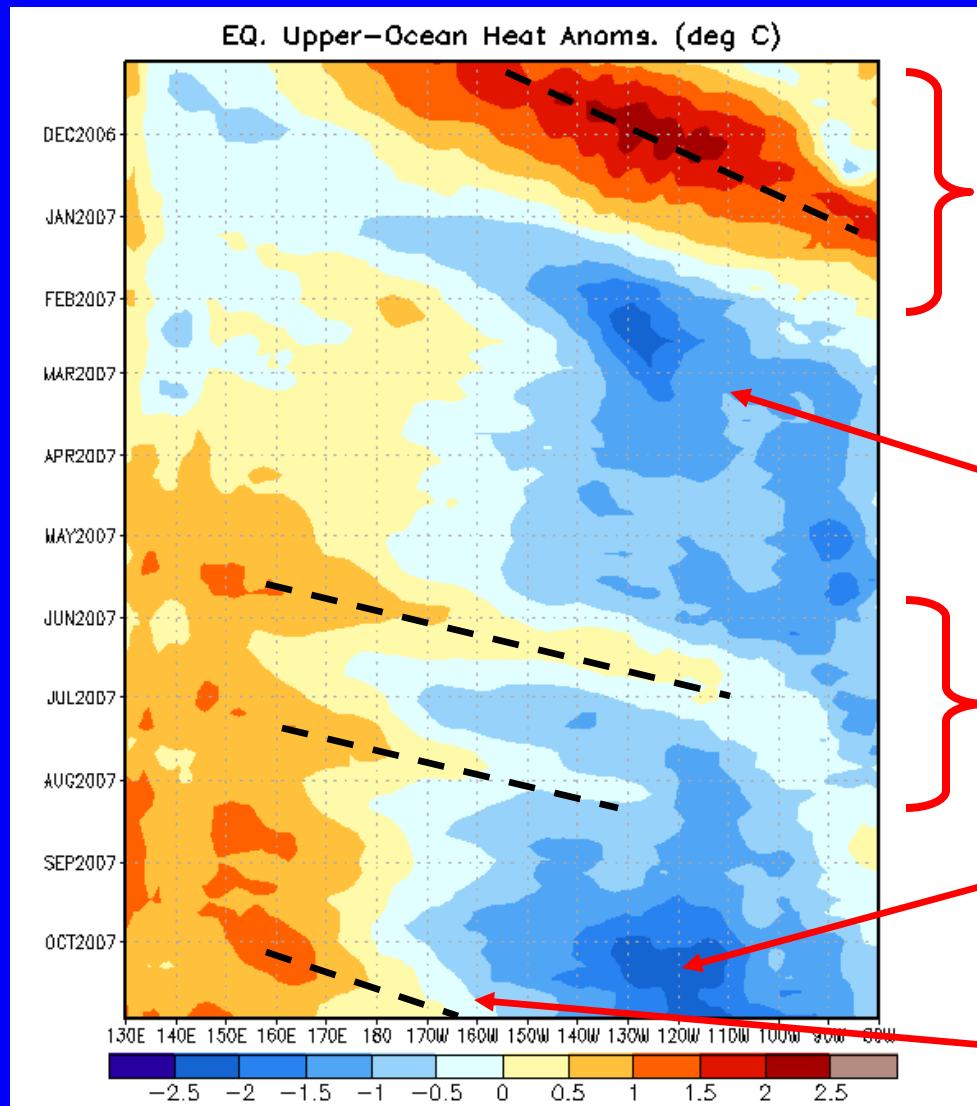 EQ. Upper-Ocean Heat Anoms. (deg C)
DEC2006
JAN2007
FEB2007
MAR2007
APR2007
MAY2007
JUN2007
JUL2007
AUG2007
SEP2007
OCT2007
130E 140E 150E 160E 170E 180 170W 160W 150W 140W 130W 120W 110W 100W 90W 80W
-2.5 -2 -1.5 -1 -0.5 0 0.5 1 1.5 2 2.5